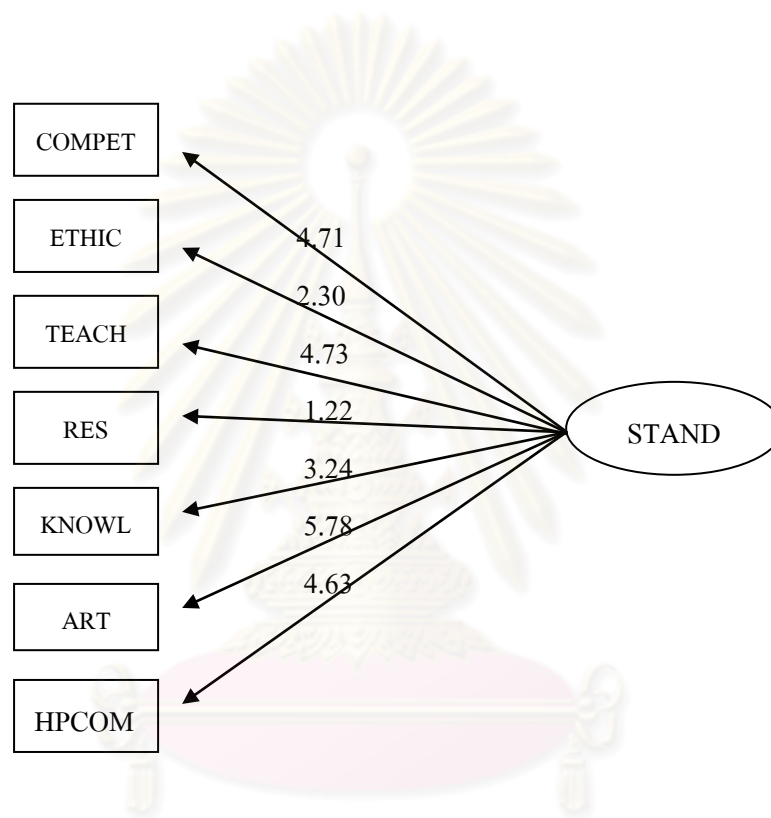 COMPET
4.71
ETHIC
2.30
TEACH
4.73
RES
1.22
STAND
3.24
KNOWL
5.78
ART
4.63
HPCOM